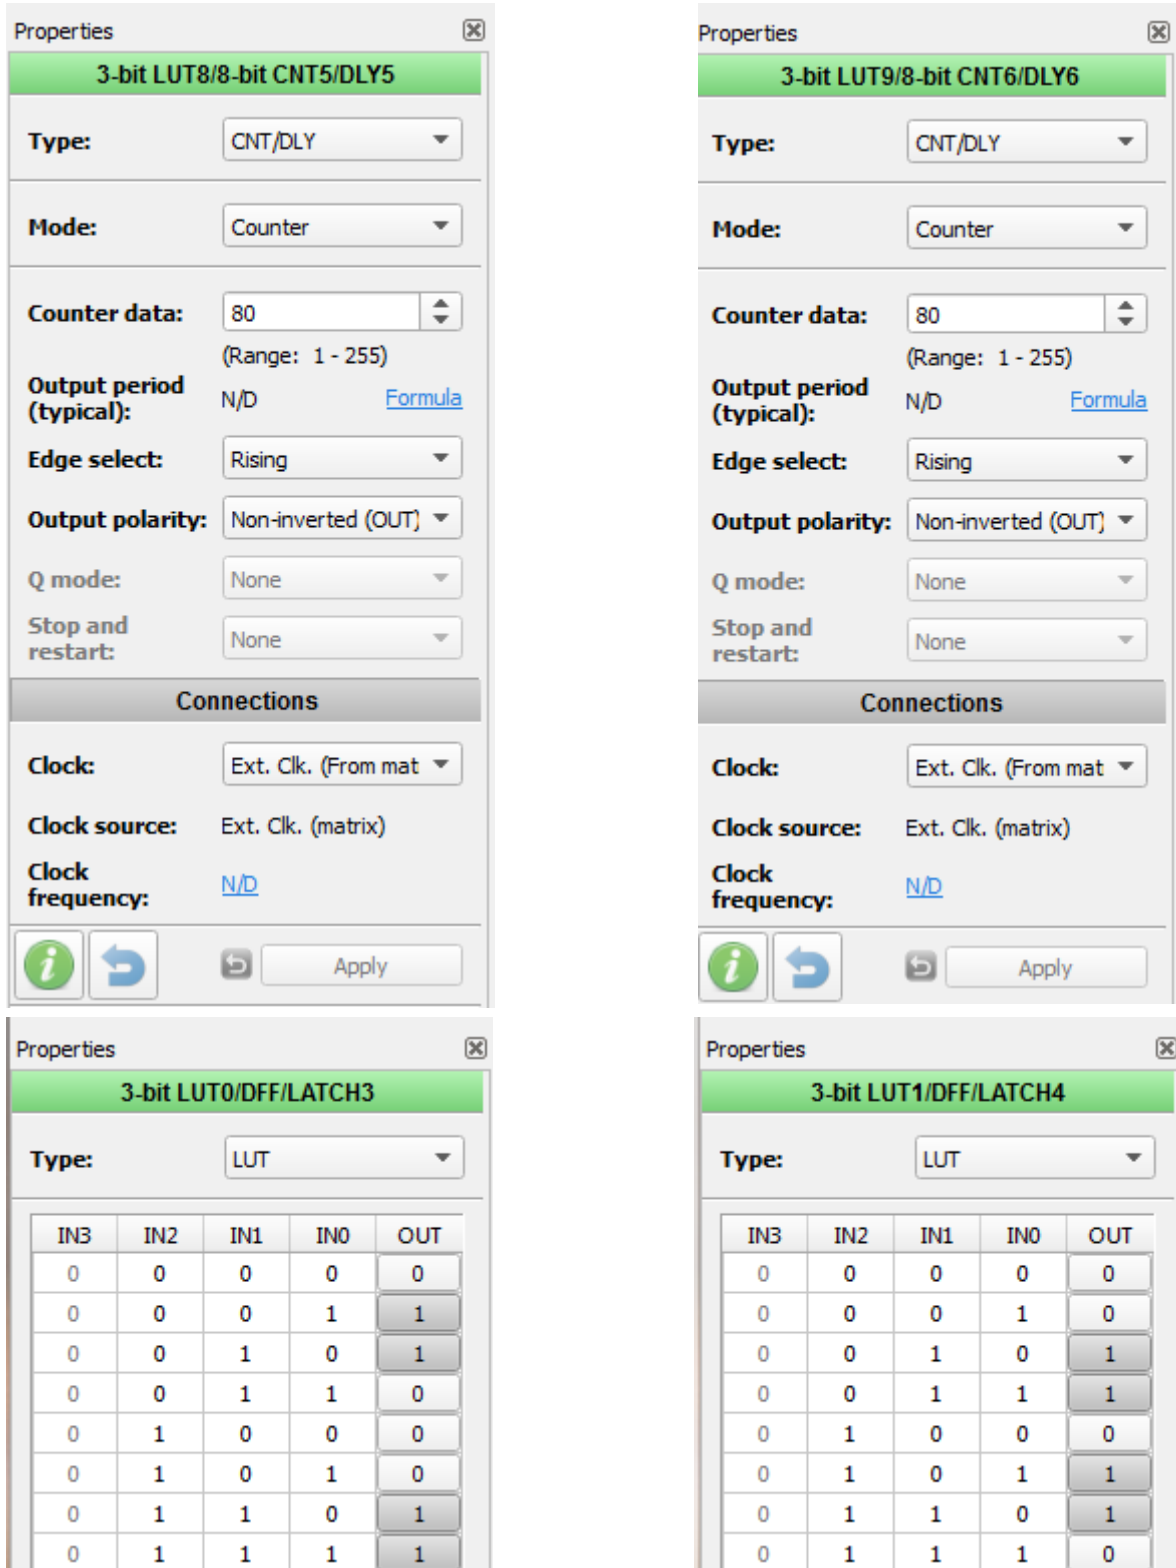 Properties
3-bit LUT8/8-bit CNT5/DLY5
Type: CNT/DLY
Mode: Counter
Counter data: 80
(Range: 1 - 255)
Output period
(typical): N/D Formula
Edge select: Rising
Output polarity: Non-inverted (OUT)
Q mode: None
Stop and
restart: None
Connections
Clock: Ext. Clk. (From mat
Clock source: Ext. Clk. (matrix)
Clock
frequency: N/D
Apply
Properties
3-bit LUT9/8-bit CNT6/DLY6
Type: CNT/DLY
Mode: Counter
Counter data: 80
(Range: 1 - 255)
Output period
(typical): N/D Formula
Edge select: Rising
Output polarity: Non-inverted (OUT)
Q mode: None
Stop and
restart: None
Connections
Clock: Ext. Clk. (From mat
Clock source: Ext. Clk. (matrix)
Clock
frequency: N/D
Apply
Properties
3-bit LUT0/DFF/LATCH3
Type: LUT
IN3 IN2 IN1 IN0 OUT
0 0 0 0 0
0 0 0 1 1
0 0 1 0 1
0 0 1 1 0
0 1 0 0 0
0 1 0 1 0
0 1 1 0 1
0 1 1 1 1
Properties
3-bit LUT1/DFF/LATCH4
Type: LUT
IN3 IN2 IN1 IN0 OUT
0 0 0 0 0
0 0 0 1 0
0 0 1 0 1
0 0 1 1 1
0 1 0 0 0
0 1 0 1 1
0 1 1 0 1
0 1 1 1 0